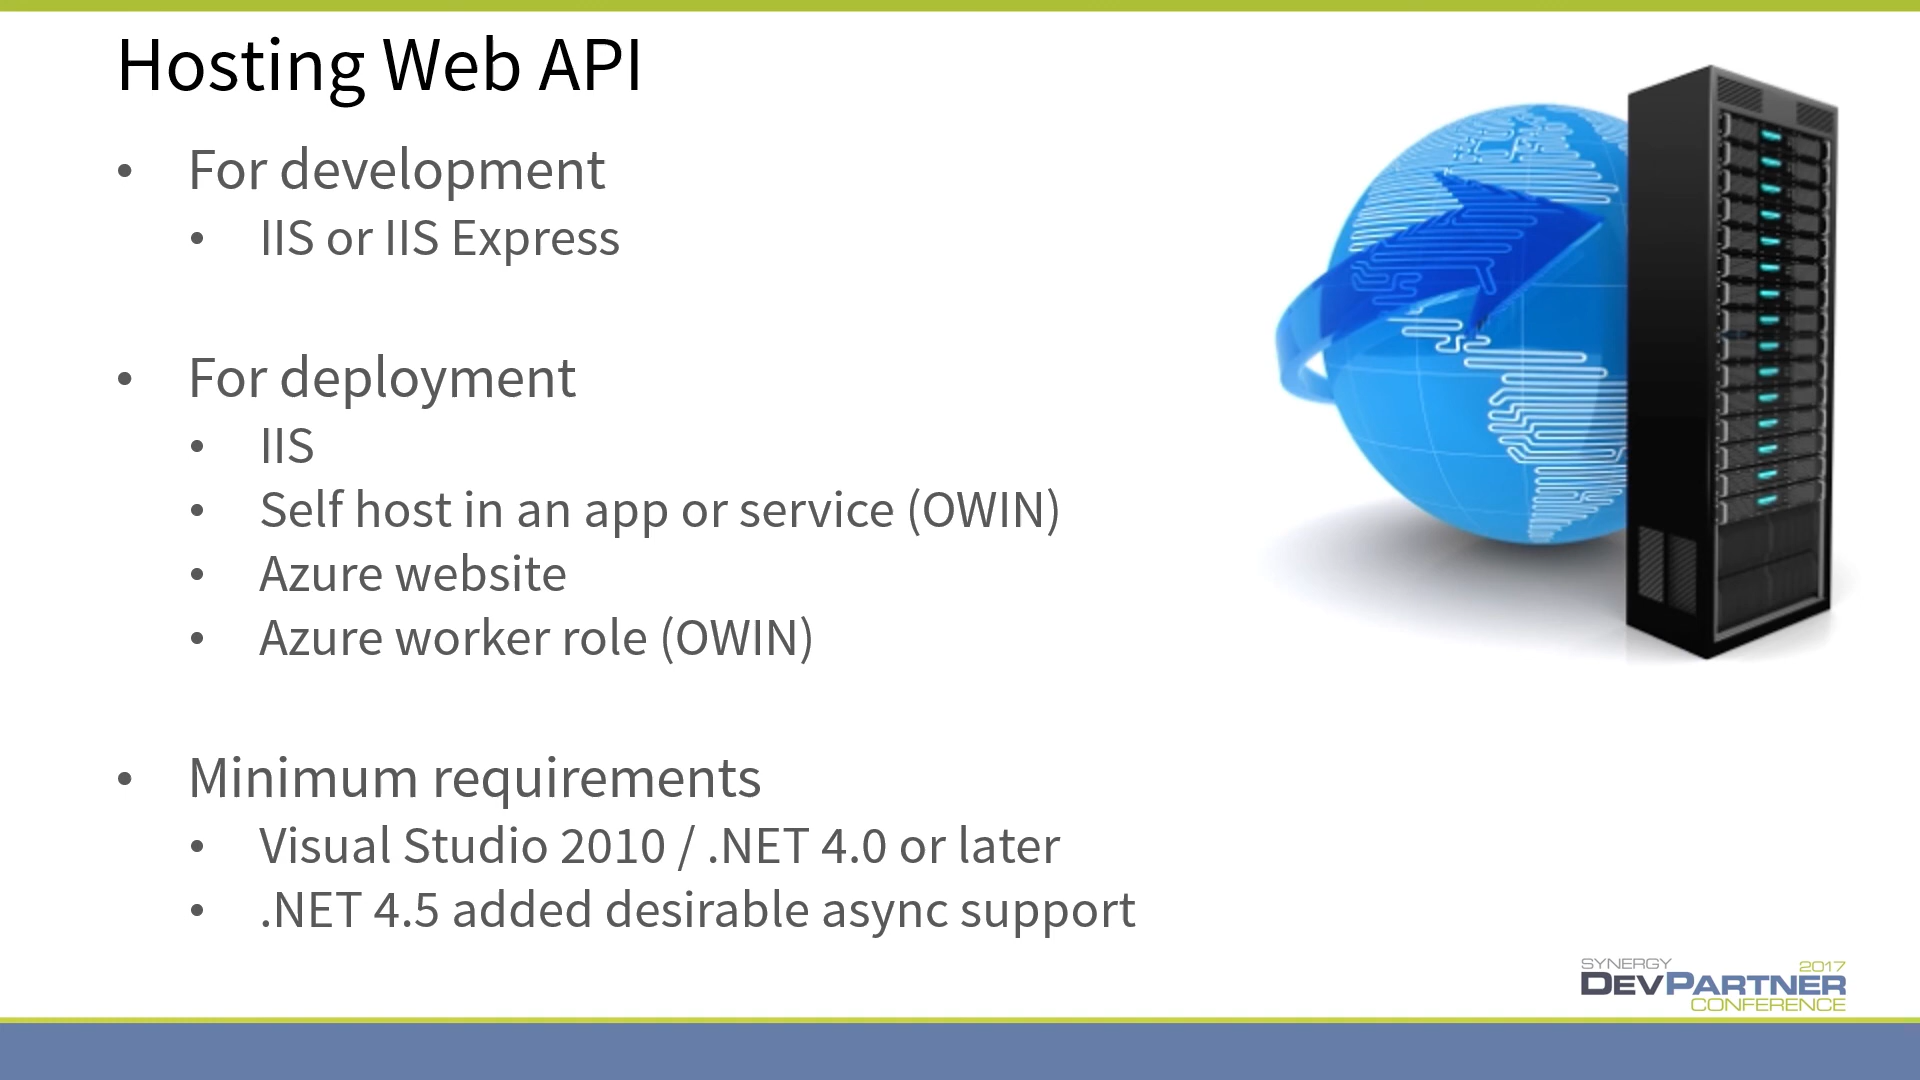 Hosting Web API
• For development
• IIS or IIS Express
• For deployment
• IIS
• Self host in an app or service (OWIN)
• Azure website
• Azure worker role (OWIN)
• Minimum requirements
• Visual Studio 2010 / .NET 4.0 or later
• .NET 4.5 added desirable async support
SYNERGY 2017
DEVPARTNER
CONFERENCE